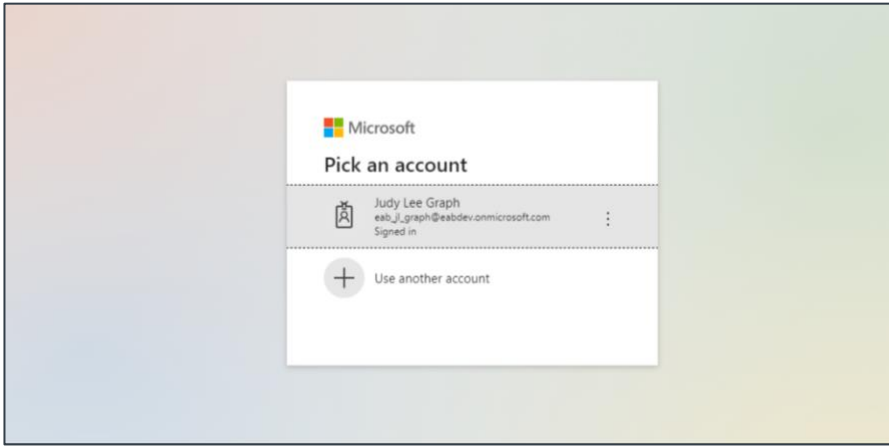 Microsoft
Pick an account
Judy Lee Graph
eab_jl_graph@eabdev.onmicrosoft.com
Signed in
Use another account